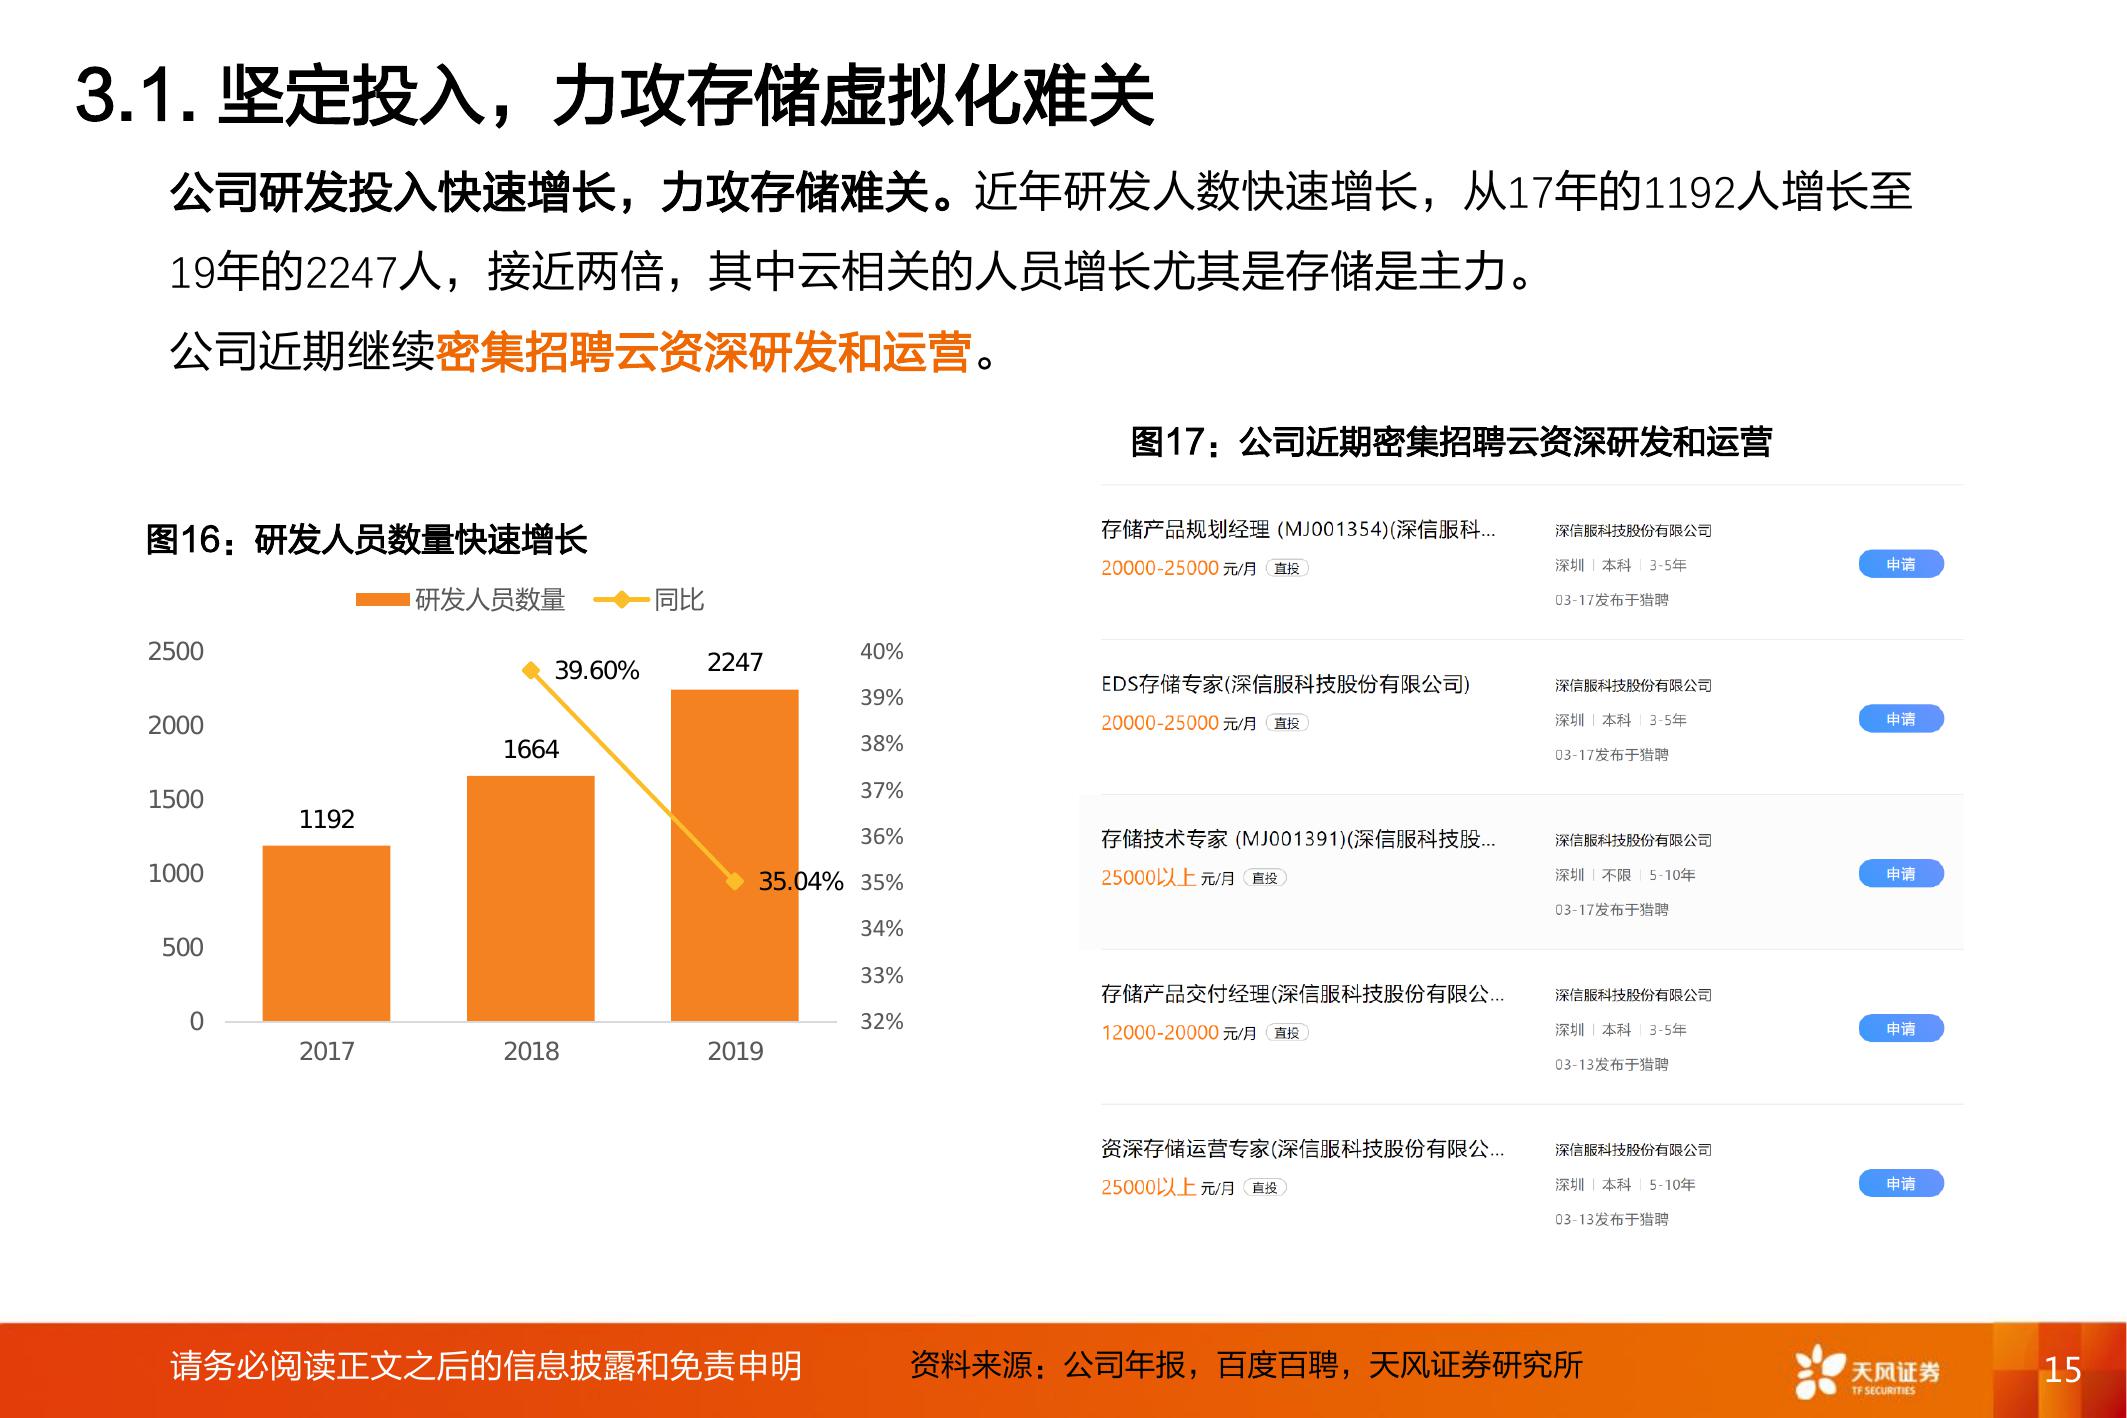 3.1. 坚定投入，力攻存储虚拟化难关
公司研发投入快速增长，力攻存储难关。近年研发人数快速增长，从17年的1192人增长至
19年的2247人，接近两倍，其中云相关的人员增长尤其是存储是主力。
公司近期继续密集招聘云资深研发和运营。
图16：研发人员数量快速增长
研发人员数量 同比
2500
2000
1500
1000
500
0
1192
1664
2247
39.60%
35.04%
40%
39%
38%
37%
36%
35%
34%
33%
32%
2017 2018 2019
图17：公司近期密集招聘云资深研发和运营
存储产品规划经理 (MJ001354)(深信服科...
20000-25000 元/月 直投
深信服科技股份有限公司
深圳 | 本科 | 3-5年
03-17发布于猎聘
申请
EDS存储专家(深信服科技股份有限公司)
20000-25000 元/月 直投
深信服科技股份有限公司
深圳 | 本科 | 3-5年
03-17发布于猎聘
申请
存储技术专家 (MJ001391)(深信服科技股...
25000以上 元/月 直投
深信服科技股份有限公司
深圳 | 不限 | 5-10年
03-17发布于猎聘
申请
存储产品交付经理(深信服科技股份有限公...
12000-20000 元/月 直投
深信服科技股份有限公司
深圳 | 本科 | 3-5年
03-13发布于猎聘
申请
资深存储运营专家(深信服科技股份有限公...
25000以上 元/月 直投
深信服科技股份有限公司
深圳 | 本科 | 5-10年
03-13发布于猎聘
申请
请务必阅读正文之后的信息披露和免责申明
资料来源：公司年报，百度百聘，天风证券研究所
天风证券
TF SECURITIES
15